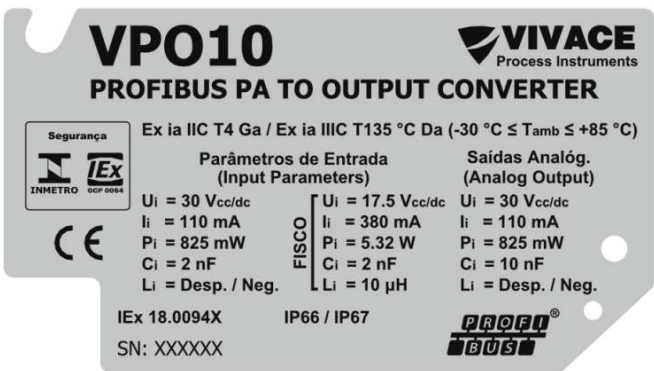 VPO10
VIVACE
Process Instruments
PROFIBUS PA TO OUTPUT CONVERTER
Segurança
INMETRO
IEx
OCP 0064
CE
Ex ia IIC T4 Ga / Ex ia IIIC T135 °C Da (-30 °C ≤ Tamb ≤ +85 °C)
Parâmetros de Entrada
(Input Parameters)
Ui = 30 Vcc/dc
Ii = 110 mA
Pi = 825 mW
Ci = 2 nF
Li = Desp. / Neg.
FISCO
Ui = 17.5 Vcc/dc
Ii = 380 mA
Pi = 5.32 W
Ci = 2 nF
Li = 10 µH
Saídas Analóg.
(Analog Output)
Ui = 30 Vcc/dc
Ii = 110 mA
Pi = 825 mW
Ci = 10 nF
Li = Desp. / Neg.
IEx 18.0094X
IP66 / IP67
SN: XXXXXX
PROFI®
BUS